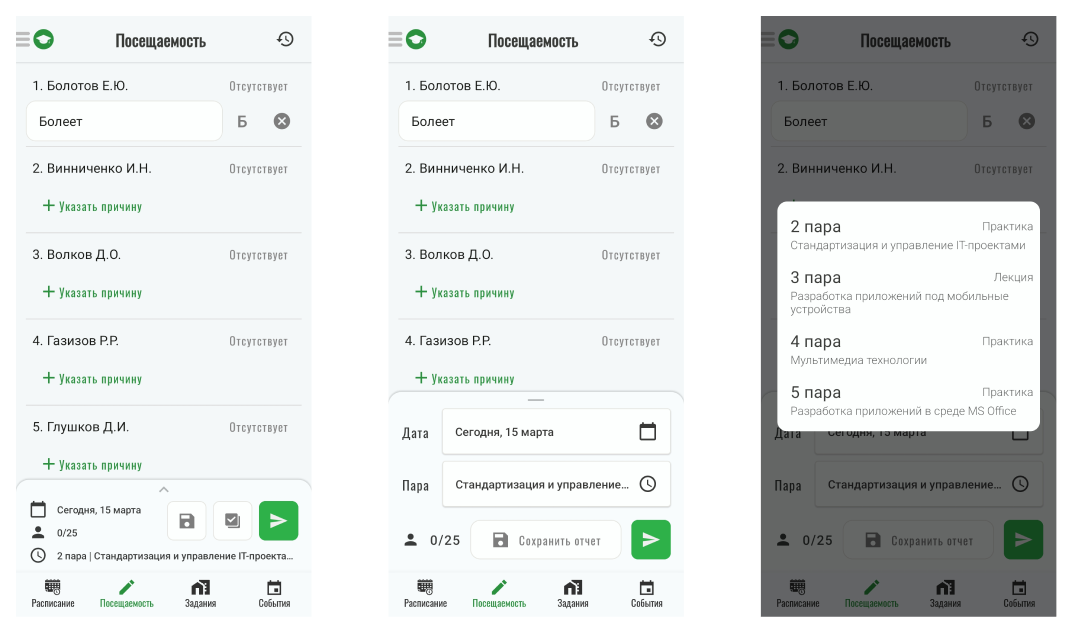 Посещаемость
1. Болотов Е.Ю. Отсутствует
Болеет Б
2. Винниченко И.Н. Отсутствует
+ Указать причину
3. Волков Д.О. Отсутствует
+ Указать причину
4. Газизов Р.Р. Отсутствует
+ Указать причину
5. Глушков Д.И. Отсутствует
+ Указать причину
Сегодня, 15 марта
0/25
2 пара | Стандартизация и управление IT-проекта...
Расписание Посещаемость Задания События
Посещаемость
1. Болотов Е.Ю. Отсутствует
Болеет Б
2. Винниченко И.Н. Отсутствует
+ Указать причину
3. Волков Д.О. Отсутствует
+ Указать причину
4. Газизов Р.Р. Отсутствует
+ Указать причину
Дата Сегодня, 15 марта
Пара Стандартизация и управление...
0/25 Сохранить отчет
Расписание Посещаемость Задания События
Посещаемость
1. Болотов Е.Ю. Отсутствует
Болеет Б
2. Винниченко И.Н. Отсутствует
2 пара Практика
Стандартизация и управление IT-проектами
3 пара Лекция
Разработка приложений под мобильные
устройства
4 пара Практика
Мультимедиа технологии
5 пара Практика
Разработка приложений в среде MS Office
Дата Сегодня, 15 марта
Пара Стандартизация и управление...
0/25 Сохранить отчет
Расписание Посещаемость Задания События